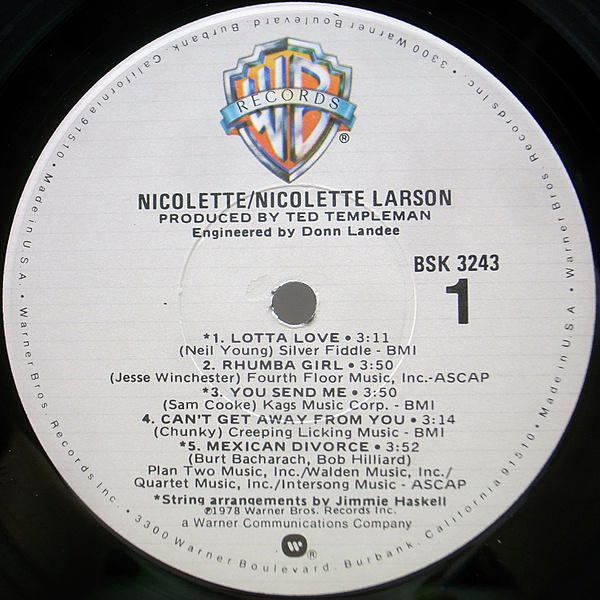 WB
RECORDS
®
NICOLETTE/NICOLETTE LARSON
PRODUCED BY TED TEMPLEMAN
Engineered by Donn Landee
BSK 3243
1
*1. LOTTA LOVE • 3:11
(Neil Young) Silver Fiddle - BMI
2. RHUMBA GIRL • 3:50
(Jesse Winchester) Fourth Floor Music, Inc.-ASCAP
*3. YOU SEND ME • 3:50
(Sam Cooke) Kags Music Corp. - BMI
4. CAN'T GET AWAY FROM YOU • 3:14
(Chunky) Creeping Licking Music - BMI
*5. MEXICAN DIVORCE • 3:52
(Burt Bacharach, Bob Hilliard)
Plan Two Music, Inc./Walden Music, Inc./
Quartet Music, Inc./Intersong Music - ASCAP
*String arrangements by Jimmie Haskell
℗1978 Warner Bros. Records Inc.
a Warner Communications Company
W ®
Warner Bros. Records Inc. • 3300 Warner Boulevard. Burbank, California 91510 • Made in U.S.A. •
Warner Bros. Records Inc. • 3300 Warner Boulevard. Burbank, California 91510 • Made in U.S.A. •